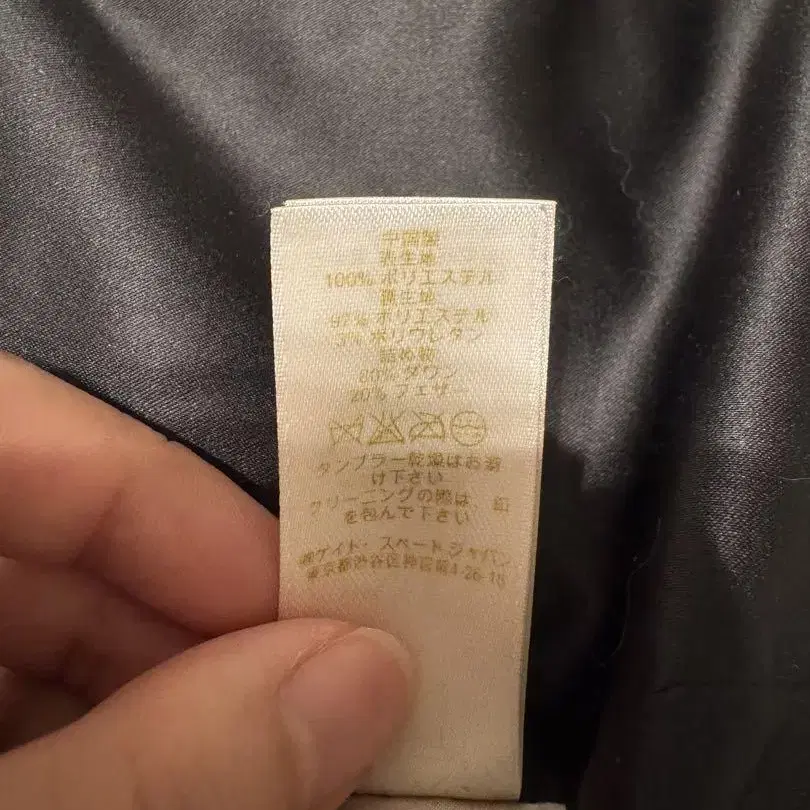 中国製
表生地
100% ポリエステル
裏生地
97% ポリエステル
3% ポリウレタン
詰め物
80% ダウン
20% フェザー
タンブラー乾燥はお避
け下さい
クリーニングの際は、釦
を包んで下さい
㈱ケイト・スペードジャパン
東京都渋谷区神宮前4-26-18